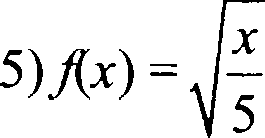 5) f(x) = √(x/5)